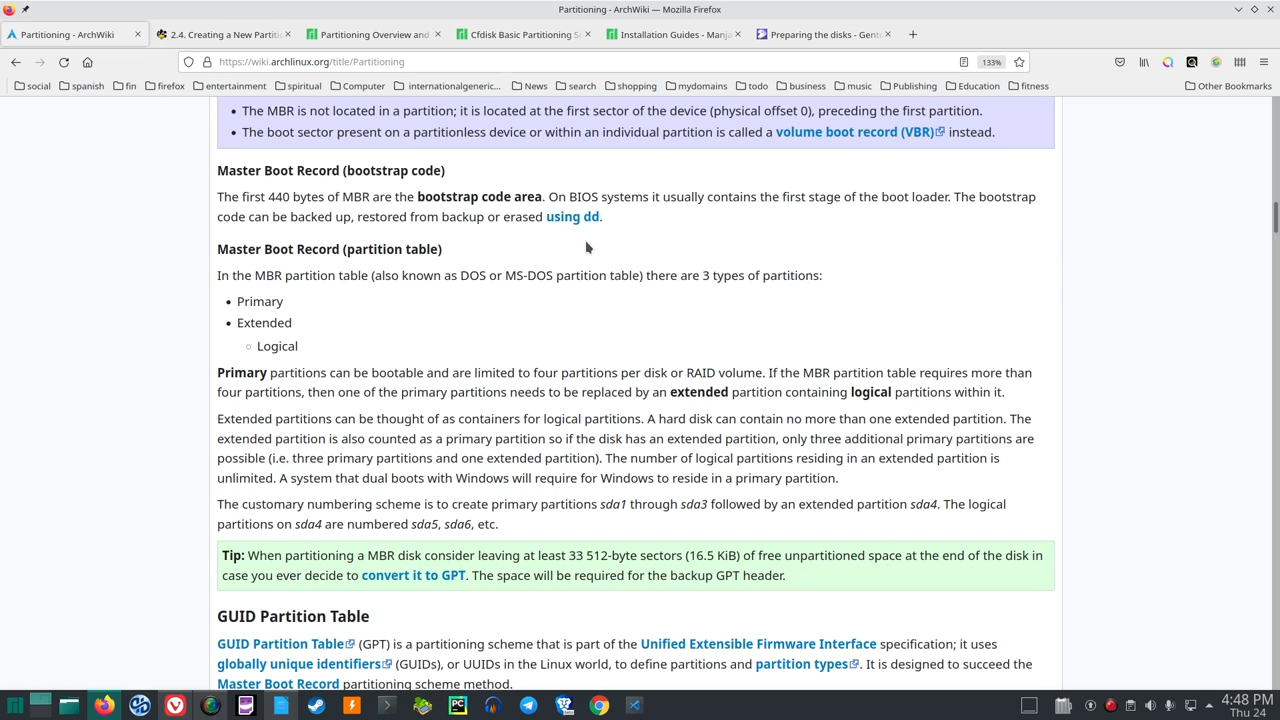 Partitioning - ArchWiki — Mozilla Firefox
Partitioning - ArchWiki
2.4. Creating a New Partiti
Partitioning Overview and
Cfdisk Basic Partitioning S
Installation Guides - Manja
Preparing the disks - Gent
https://wiki.archlinux.org/title/Partitioning
133%
social spanish fin firefox entertainment spiritual Computer internationalgeneric... News search shopping mydomains todo business music Publishing Education fitness Other Bookmarks
• The MBR is not located in a partition; it is located at the first sector of the device (physical offset 0), preceding the first partition.
• The boot sector present on a partitionless device or within an individual partition is called a volume boot record (VBR) instead.
Master Boot Record (bootstrap code)
The first 440 bytes of MBR are the bootstrap code area. On BIOS systems it usually contains the first stage of the boot loader. The bootstrap
code can be backed up, restored from backup or erased using dd.
Master Boot Record (partition table)
In the MBR partition table (also known as DOS or MS-DOS partition table) there are 3 types of partitions:
• Primary
• Extended
◦ Logical
Primary partitions can be bootable and are limited to four partitions per disk or RAID volume. If the MBR partition table requires more than
four partitions, then one of the primary partitions needs to be replaced by an extended partition containing logical partitions within it.
Extended partitions can be thought of as containers for logical partitions. A hard disk can contain no more than one extended partition. The
extended partition is also counted as a primary partition so if the disk has an extended partition, only three additional primary partitions are
possible (i.e. three primary partitions and one extended partition). The number of logical partitions residing in an extended partition is
unlimited. A system that dual boots with Windows will require for Windows to reside in a primary partition.
The customary numbering scheme is to create primary partitions sda1 through sda3 followed by an extended partition sda4. The logical
partitions on sda4 are numbered sda5, sda6, etc.
Tip: When partitioning a MBR disk consider leaving at least 33 512-byte sectors (16.5 KiB) of free unpartitioned space at the end of the disk in
case you ever decide to convert it to GPT. The space will be required for the backup GPT header.
GUID Partition Table
GUID Partition Table (GPT) is a partitioning scheme that is part of the Unified Extensible Firmware Interface specification; it uses
globally unique identifiers (GUIDs), or UUIDs in the Linux world, to define partitions and partition types. It is designed to succeed the
Master Boot Record partitioning scheme method.
4:48 PM
Thu 24